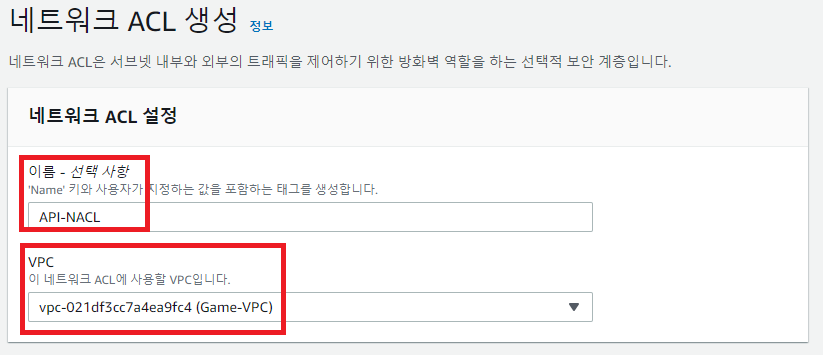 네트워크 ACL 생성 정보
네트워크 ACL은 서브넷 내부와 외부의 트래픽을 제어하기 위한 방화벽 역할을 하는 선택적 보안 계층입니다.
네트워크 ACL 설정
이름 - 선택 사항
'Name' 키와 사용자가 지정하는 값을 포함하는 태그를 생성합니다.
API-NACL
VPC
이 네트워크 ACL에 사용할 VPC입니다.
vpc-021df3cc7a4ea9fc4 (Game-VPC)